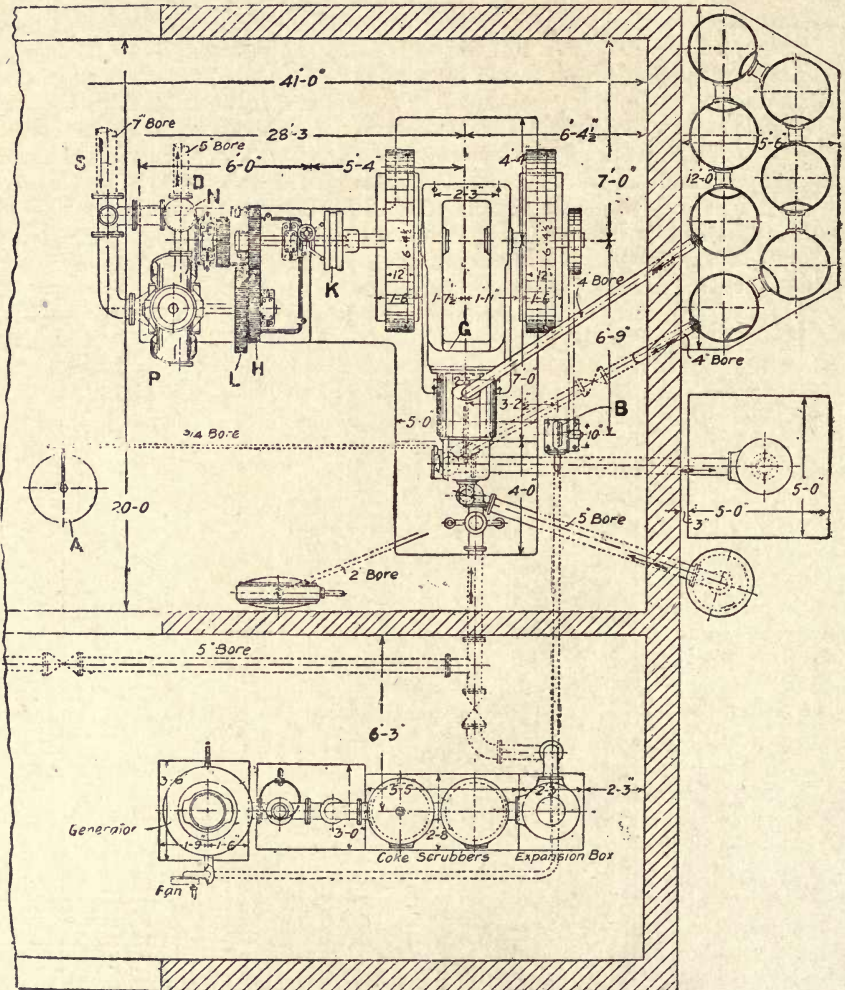 41'-0"
7" Bore
28'-3
6'-4½"
5" Bore
4'-4"
5'-6"
S
6'-0"
5'-4"
7'-0"
12'-0"
D
N
2'-3"
10"
6'-4½
6'-4½
K
12"
12"
1-6
1-7½
1-11"
1-6
4" Bore
G
6'-9"
P
L
H
7'-0
4" Bore
3-2½
B
5'-0"
10"
3/4 Bore
20-0
4'-0
5'-0"
3"
5'-0"
A
5" Bore
2" Bore
5" Bore
6'-3"
3-6
3-5
2-3"
2'-3"
Generator
3'-0"
2-8
1-9
1-6"
Coke Scrubbers
Expansion Box
Fan